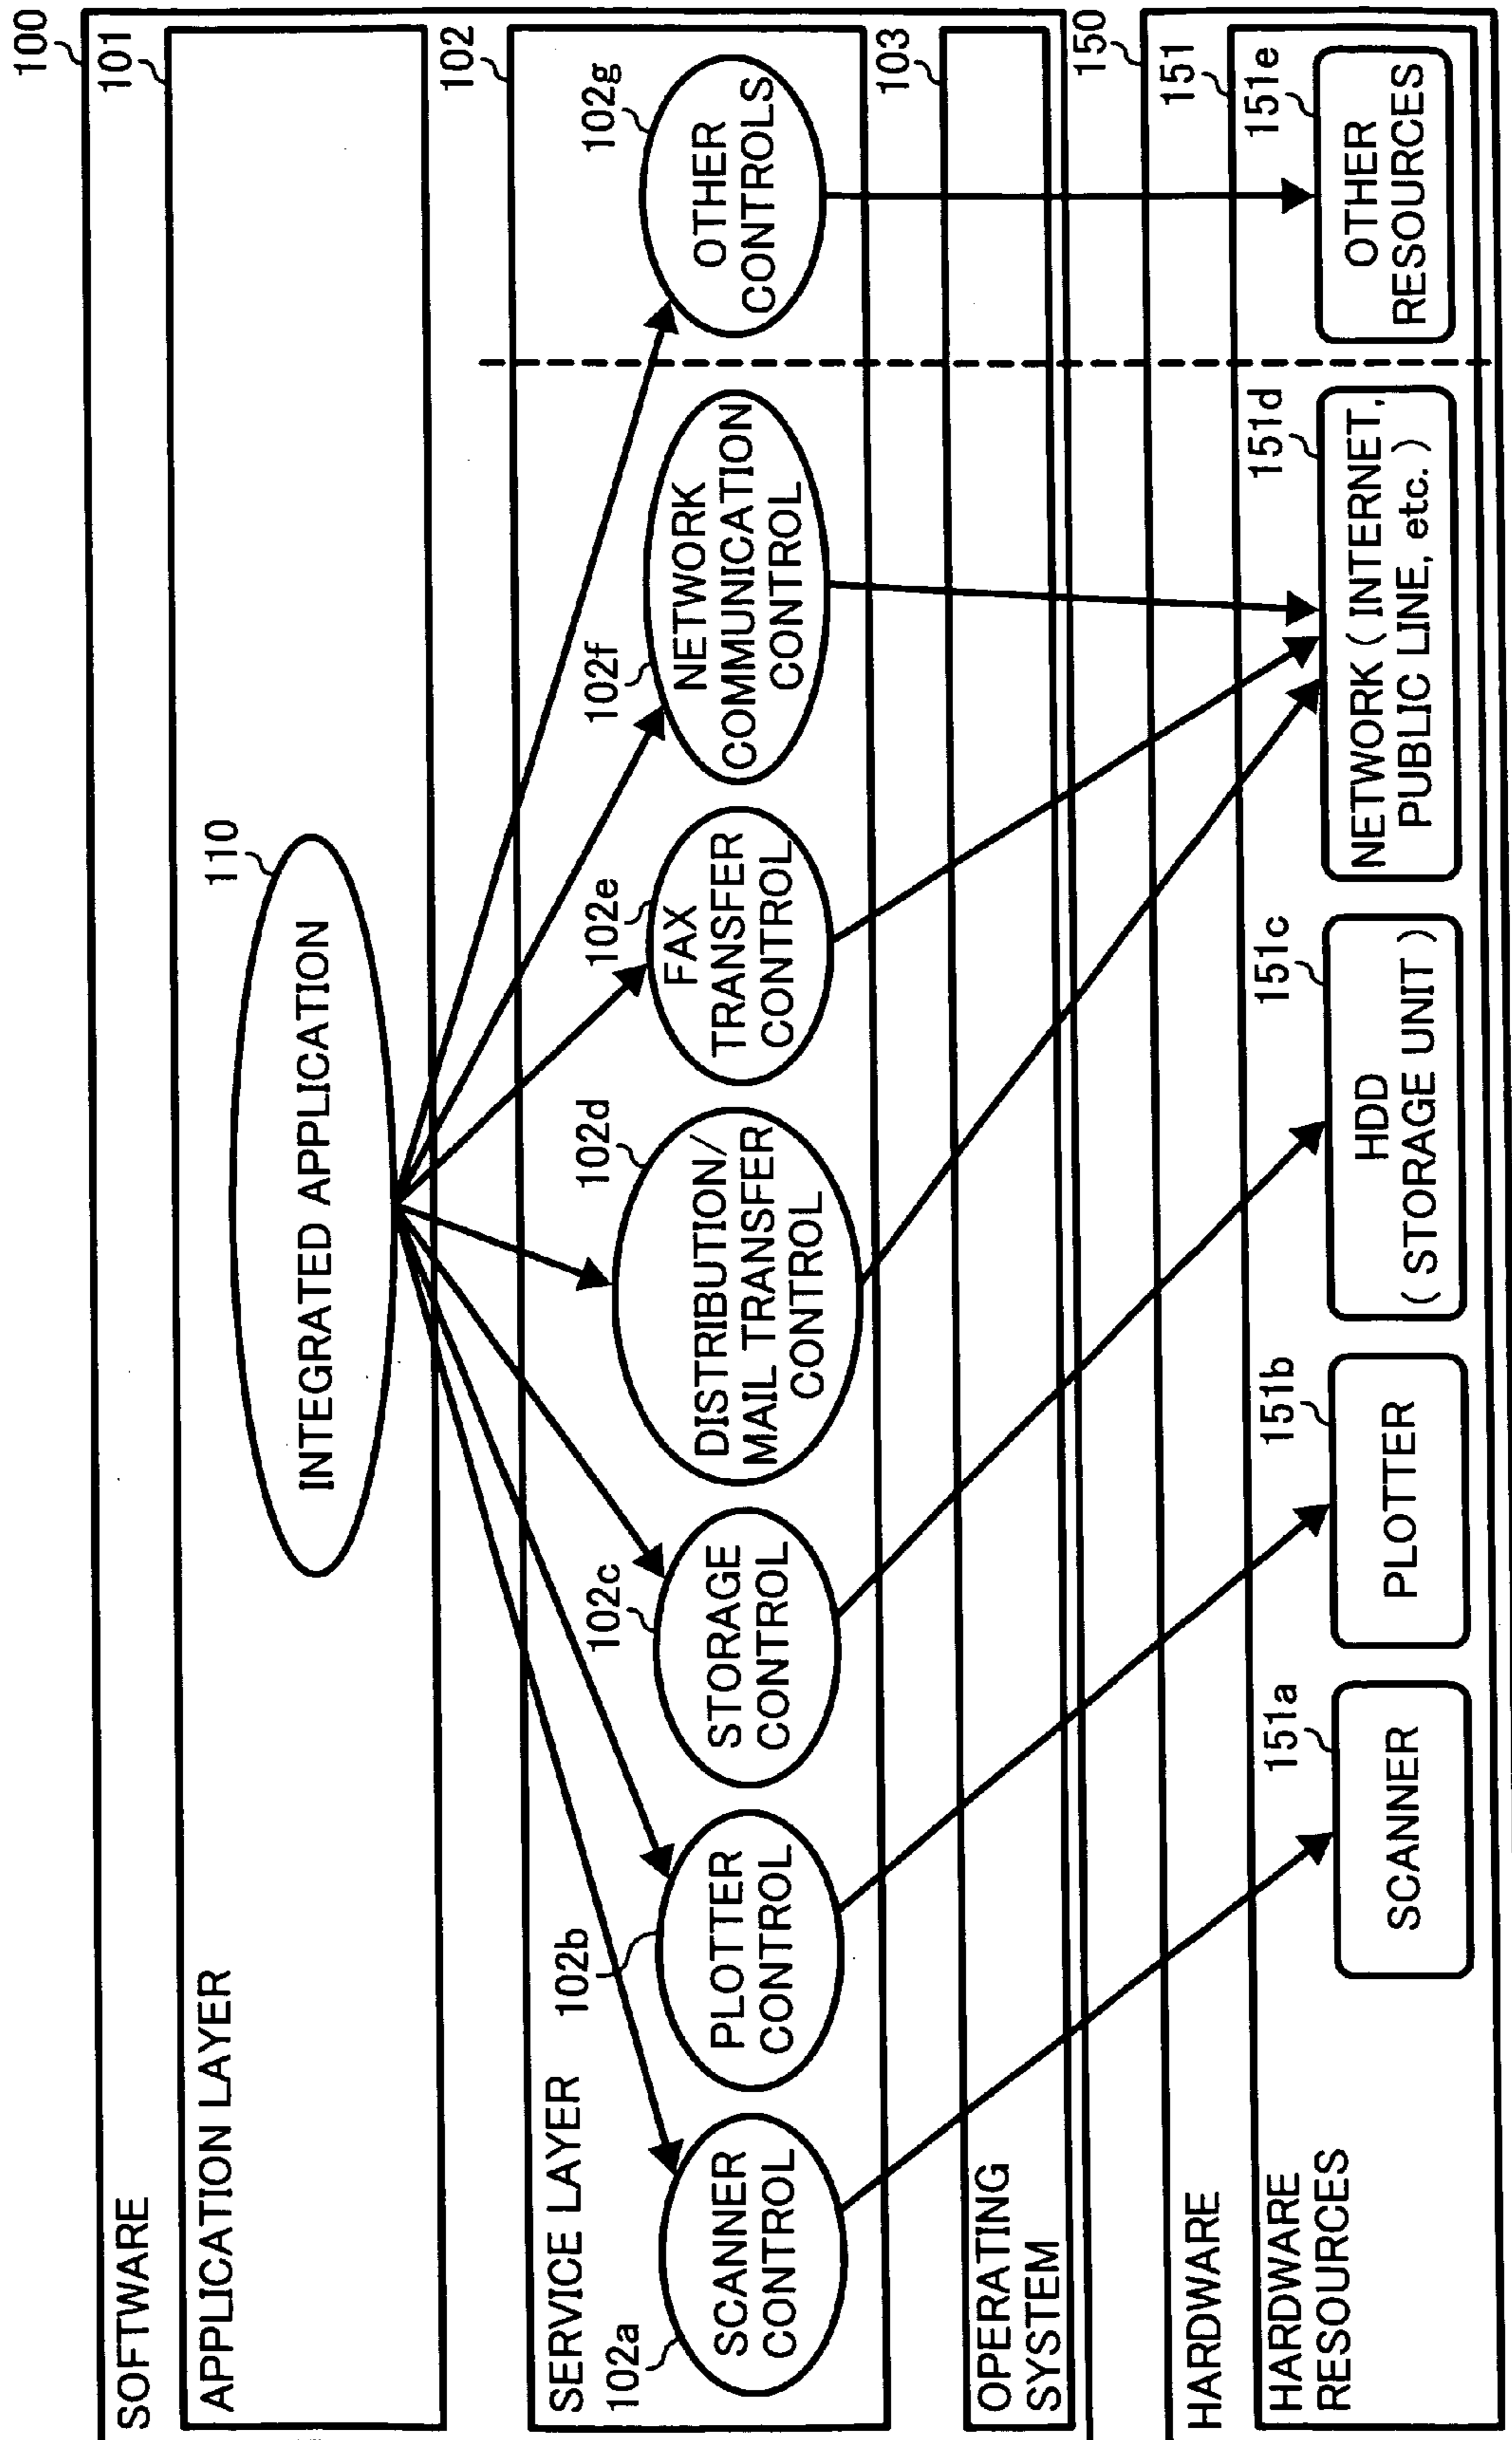 100
SOFTWARE
101
APPLICATION LAYER
110
INTEGRATED APPLICATION
102
SERVICE LAYER
102a
SCANNER
CONTROL
102b
PLOTTER
CONTROL
102c
STORAGE
CONTROL
102d
DISTRIBUTION/
MAIL TRANSFER
CONTROL
102e
FAX
TRANSFER
CONTROL
102f
NETWORK
COMMUNICATION
CONTROL
102g
OTHER
CONTROLS
103
OPERATING
SYSTEM
150
HARDWARE
151
HARDWARE
RESOURCES
151a
SCANNER
151b
PLOTTER
151c
HDD
( STORAGE UNIT )
151d
NETWORK ( INTERNET,
PUBLIC LINE, etc. )
151e
OTHER
RESOURCES